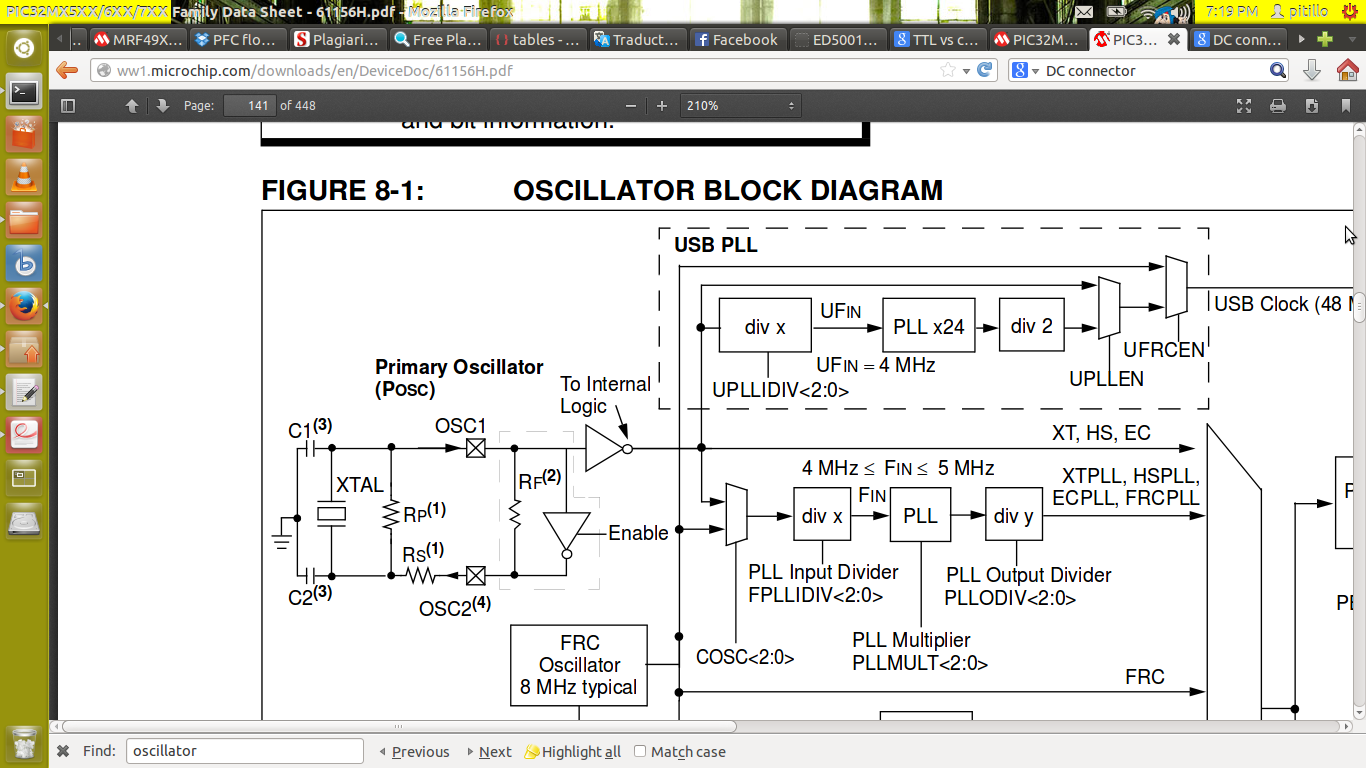 PIC32MX5XX/6XX/7XX Family Data Sheet - 61156H.pdf - Mozilla Firefox
7:19 PM pitillo
MRF49X... PFC flo... Plagiari... Free Pla... tables - ... Traduct... Facebook ED5001... TTL vs c... PIC32M... PIC3... DC conn...
ww1.microchip.com/downloads/en/DeviceDoc/61156H.pdf
DC connector
Page: 141 of 448
210%
and bit information.
FIGURE 8-1: OSCILLATOR BLOCK DIAGRAM
USB PLL
div x
UFIN
PLL x24
div 2
USB Clock (48 M
UFIN = 4 MHz
UFRCEN
UPLLEN
UPLLIDIV<2:0>
Primary Oscillator
(POSC)
To Internal
Logic
C1(3)
OSC1
XTAL
RP(1)
RF(2)
Enable
RS(1)
C2(3)
OSC2(4)
XT, HS, EC
4 MHz ≤ FIN ≤ 5 MHz
FIN
XTPLL, HSPLL,
ECPLL, FRCPLL
div x
PLL
div y
PLL Input Divider
FPLLIDIV<2:0>
PLL Output Divider
PLLODIV<2:0>
PLL Multiplier
PLLMULT<2:0>
COSC<2:0>
FRC
Oscillator
8 MHz typical
FRC
Find: oscillator Previous Next Highlight all Match case